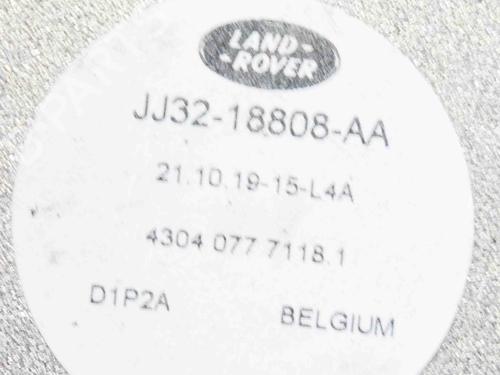 LAND-
-ROVER
JJ32-18808-AA
21.10.19-15-L4A
4304 077 7118.1
D1P2A BELGIUM